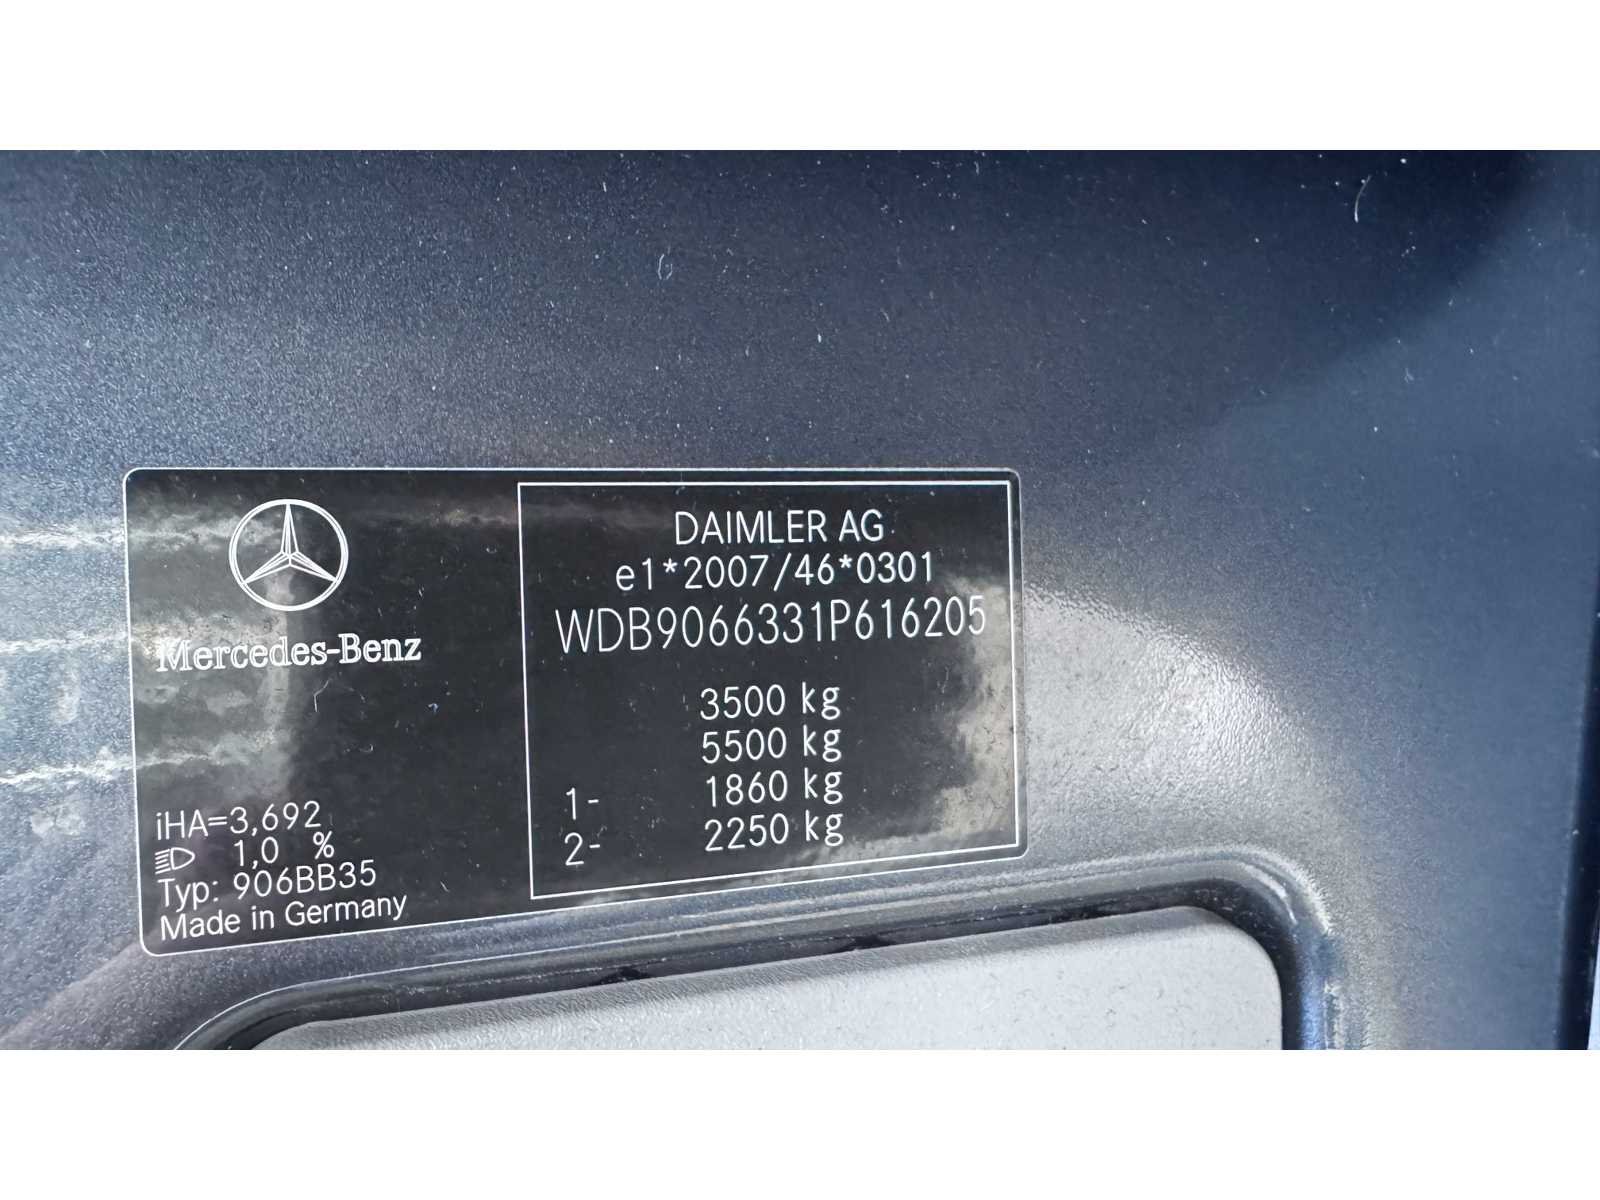 Mercedes-Benz
iHA=3,692
1,0 %
Typ: 906BB35
Made in Germany
DAIMLER AG
e1*2007/46*0301
WDB9066331P616205
3500 kg
5500 kg
1- 1860 kg
2- 2250 kg